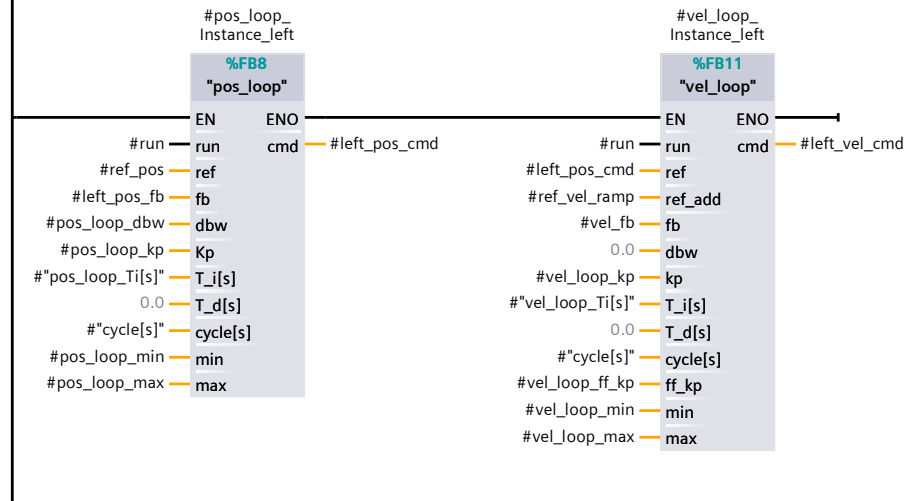 #pos_loop_
Instance_left
%FB8
"pos_loop"
EN ENO
#run run cmd #left_pos_cmd
#ref_pos ref
#left_pos_fb fb
#pos_loop_dbw dbw
#pos_loop_kp Kp
#"pos_loop_Ti[s]" T_i[s]
0.0 T_d[s]
#"cycle[s]" cycle[s]
#pos_loop_min min
#pos_loop_max max
#vel_loop_
Instance_left
%FB11
"vel_loop"
EN ENO
#run run cmd #left_vel_cmd
#left_pos_cmd ref
#ref_vel_ramp ref_add
#vel_fb fb
0.0 dbw
#vel_loop_kp kp
#"vel_loop_Ti[s]" T_i[s]
0.0 T_d[s]
#"cycle[s]" cycle[s]
#vel_loop_ff_kp ff_kp
#vel_loop_min min
#vel_loop_max max